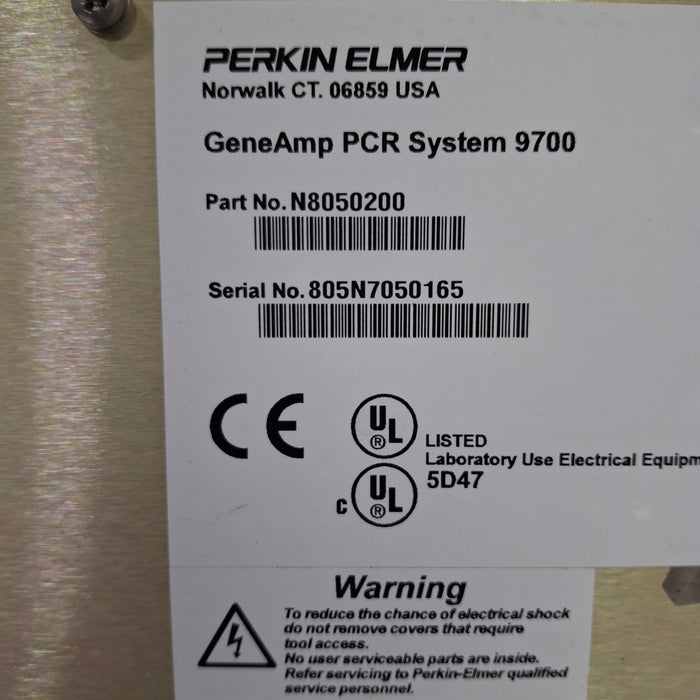 PERKIN ELMER
Norwalk CT. 06859 USA
GeneAmp PCR System 9700
Part No. N8050200
Serial No. 805N7050165
CE
UL
®
LISTED
Laboratory Use Electrical Equipm
5D47
C
UL
®
Warning
To reduce the chance of electrical shock
do not remove covers that require
tool access.
No user serviceable parts are inside.
Refer servicing to Perkin-Elmer qualified
service personnel.